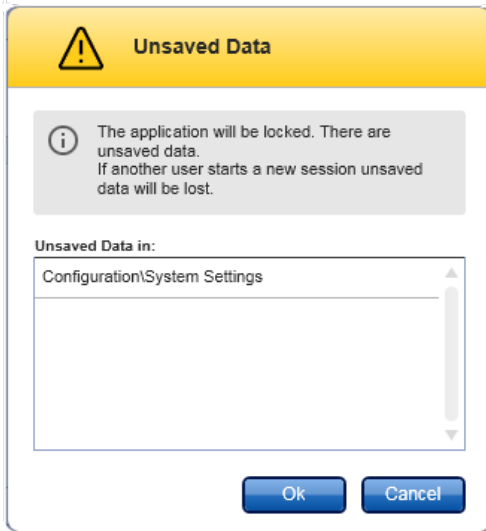 Unsaved Data
The application will be locked. There are
unsaved data.
If another user starts a new session unsaved
data will be lost.
Unsaved Data in:
Configuration\System Settings
Ok
Cancel